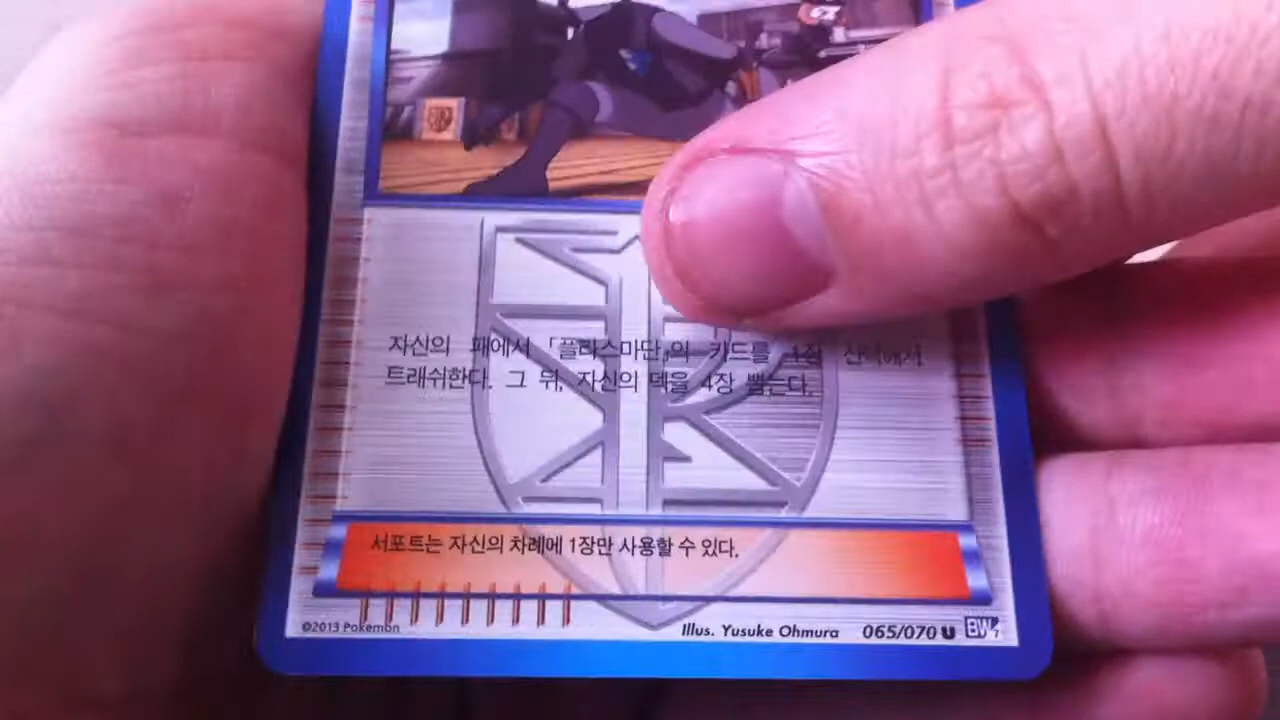 자신의 패에서 「플라스마단」의 카드를 1장 선택해서
트래쉬한다. 그 뒤, 자신의 덱을 4장 뽑는다.
서포트는 자신의 차례에 1장만 사용할 수 있다.
©2013 Pokémon
Illus. Yusuke Ohmura 065/070 U BW7